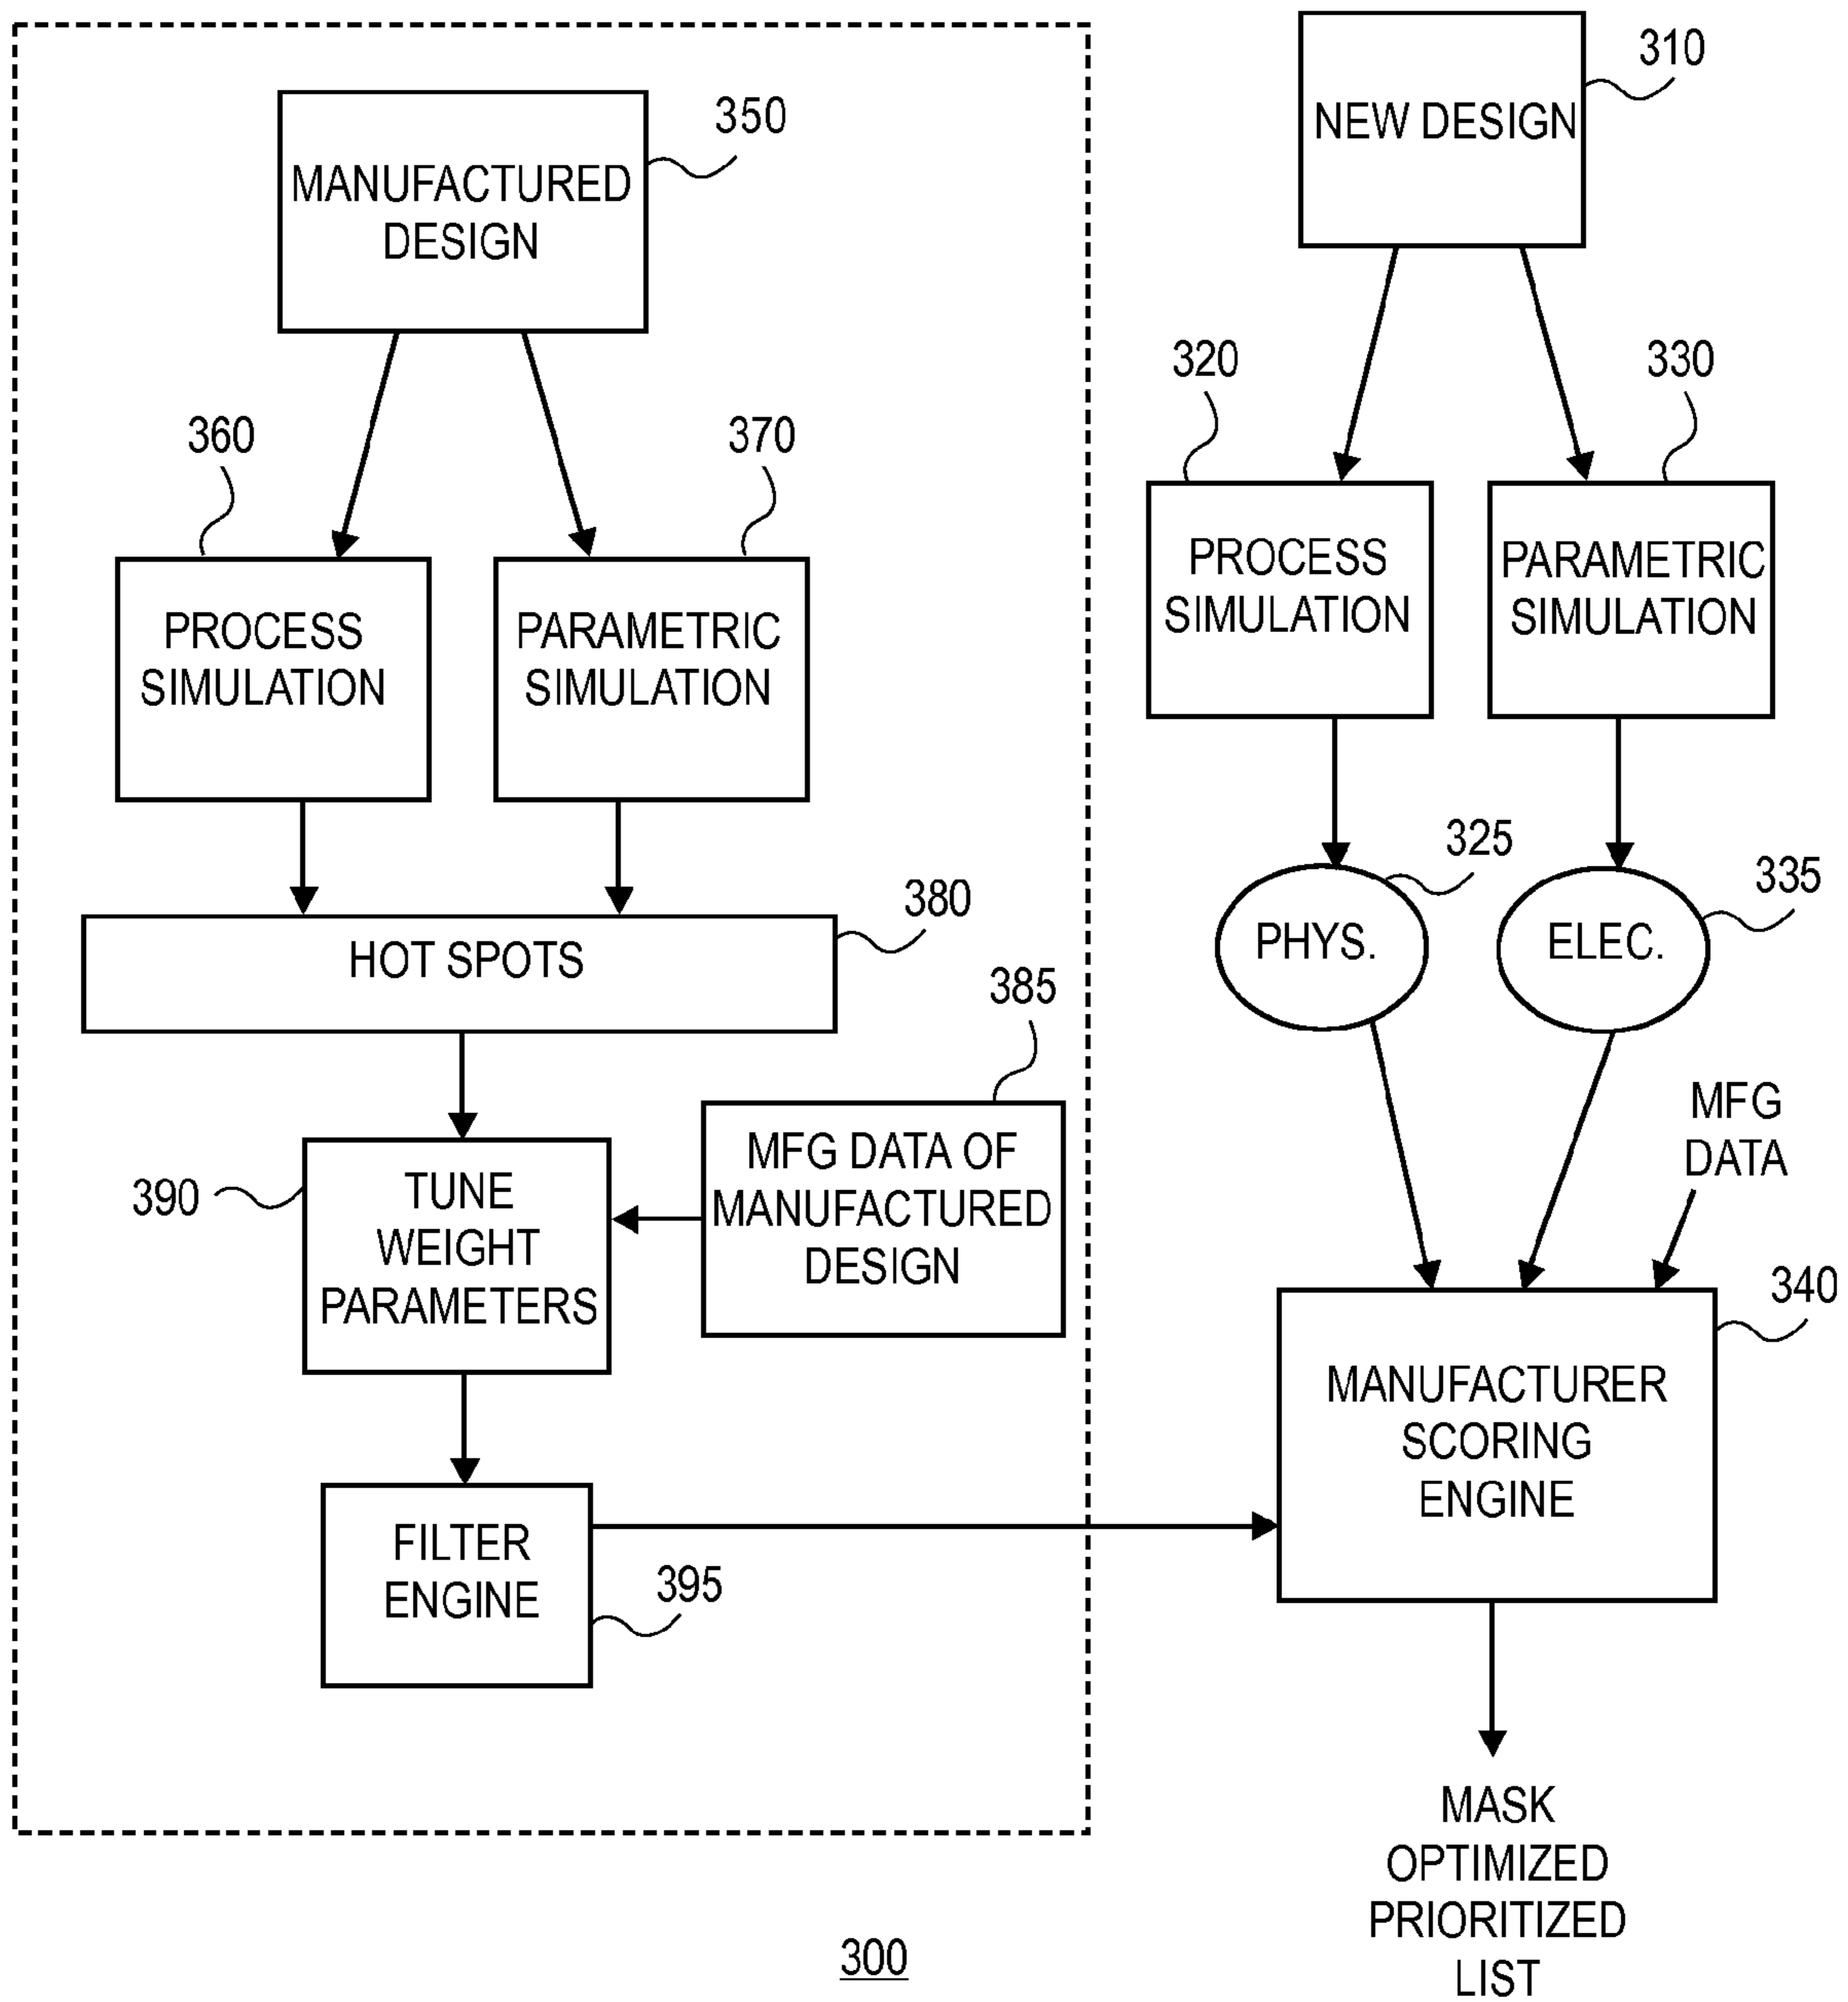 310
NEW DESIGN
350
MANUFACTURED
DESIGN
320
330
360
370
PROCESS
SIMULATION
PARAMETRIC
SIMULATION
PROCESS
SIMULATION
PARAMETRIC
SIMULATION
325
335
380
PHYS.
ELEC.
HOT SPOTS
385
MFG
DATA
390
TUNE
WEIGHT
PARAMETERS
MFG DATA OF
MANUFACTURED
DESIGN
340
MANUFACTURER
SCORING
ENGINE
FILTER
ENGINE
395
MASK
OPTIMIZED
PRIORITIZED
LIST
300